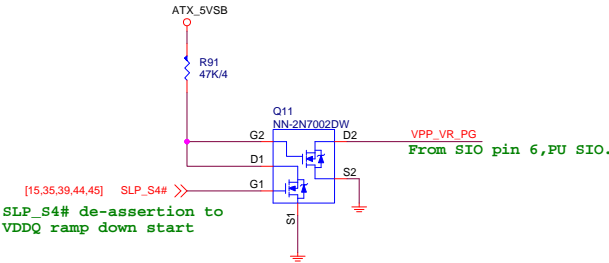 ATX_5VSB
R91
47K/4
Q11
NN-2N7002DW
G2
D2
VPP_VR_PG
From SIO pin 6,PU SIO.
D1
S2
[15,35,39,44,45]
SLP_S4#
G1
SLP_S4# de-assertion to
VDDQ ramp down start
S1